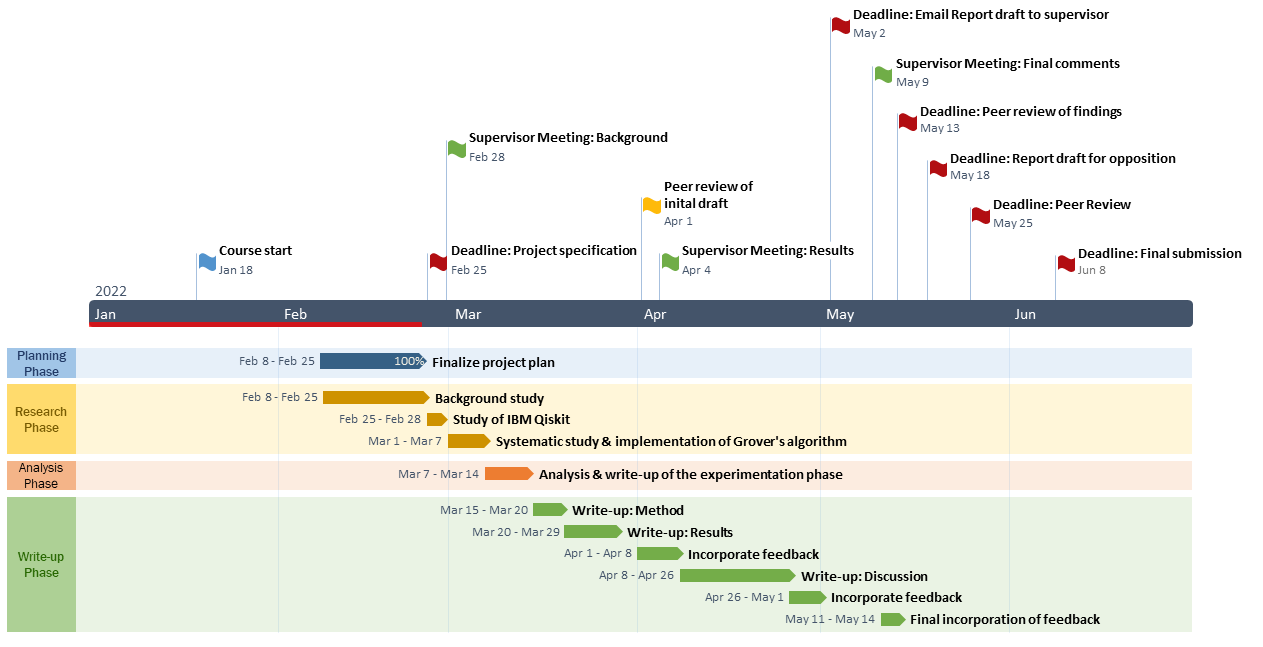 Deadline: Email Report draft to supervisor
May 2
Supervisor Meeting: Final comments
May 9
Deadline: Peer review of findings
May 13
Supervisor Meeting: Background
Feb 28
Deadline: Report draft for opposition
May 18
Peer review of
inital draft
Apr 1
Deadline: Peer Review
May 25
Course start
Jan 18
Deadline: Project specification
Feb 25
Supervisor Meeting: Results
Apr 4
Deadline: Final submission
Jun 8
2022
Jan Feb Mar Apr May Jun
Planning
Phase
Feb 8 - Feb 25 100% Finalize project plan
Research
Phase
Feb 8 - Feb 25 Background study
Feb 25 - Feb 28 Study of IBM Qiskit
Mar 1 - Mar 7 Systematic study & implementation of Grover's algorithm
Analysis
Phase
Mar 7 - Mar 14 Analysis & write-up of the experimentation phase
Write-up
Phase
Mar 15 - Mar 20 Write-up: Method
Mar 20 - Mar 29 Write-up: Results
Apr 1 - Apr 8 Incorporate feedback
Apr 8 - Apr 26 Write-up: Discussion
Apr 26 - May 1 Incorporate feedback
May 11 - May 14 Final incorporation of feedback